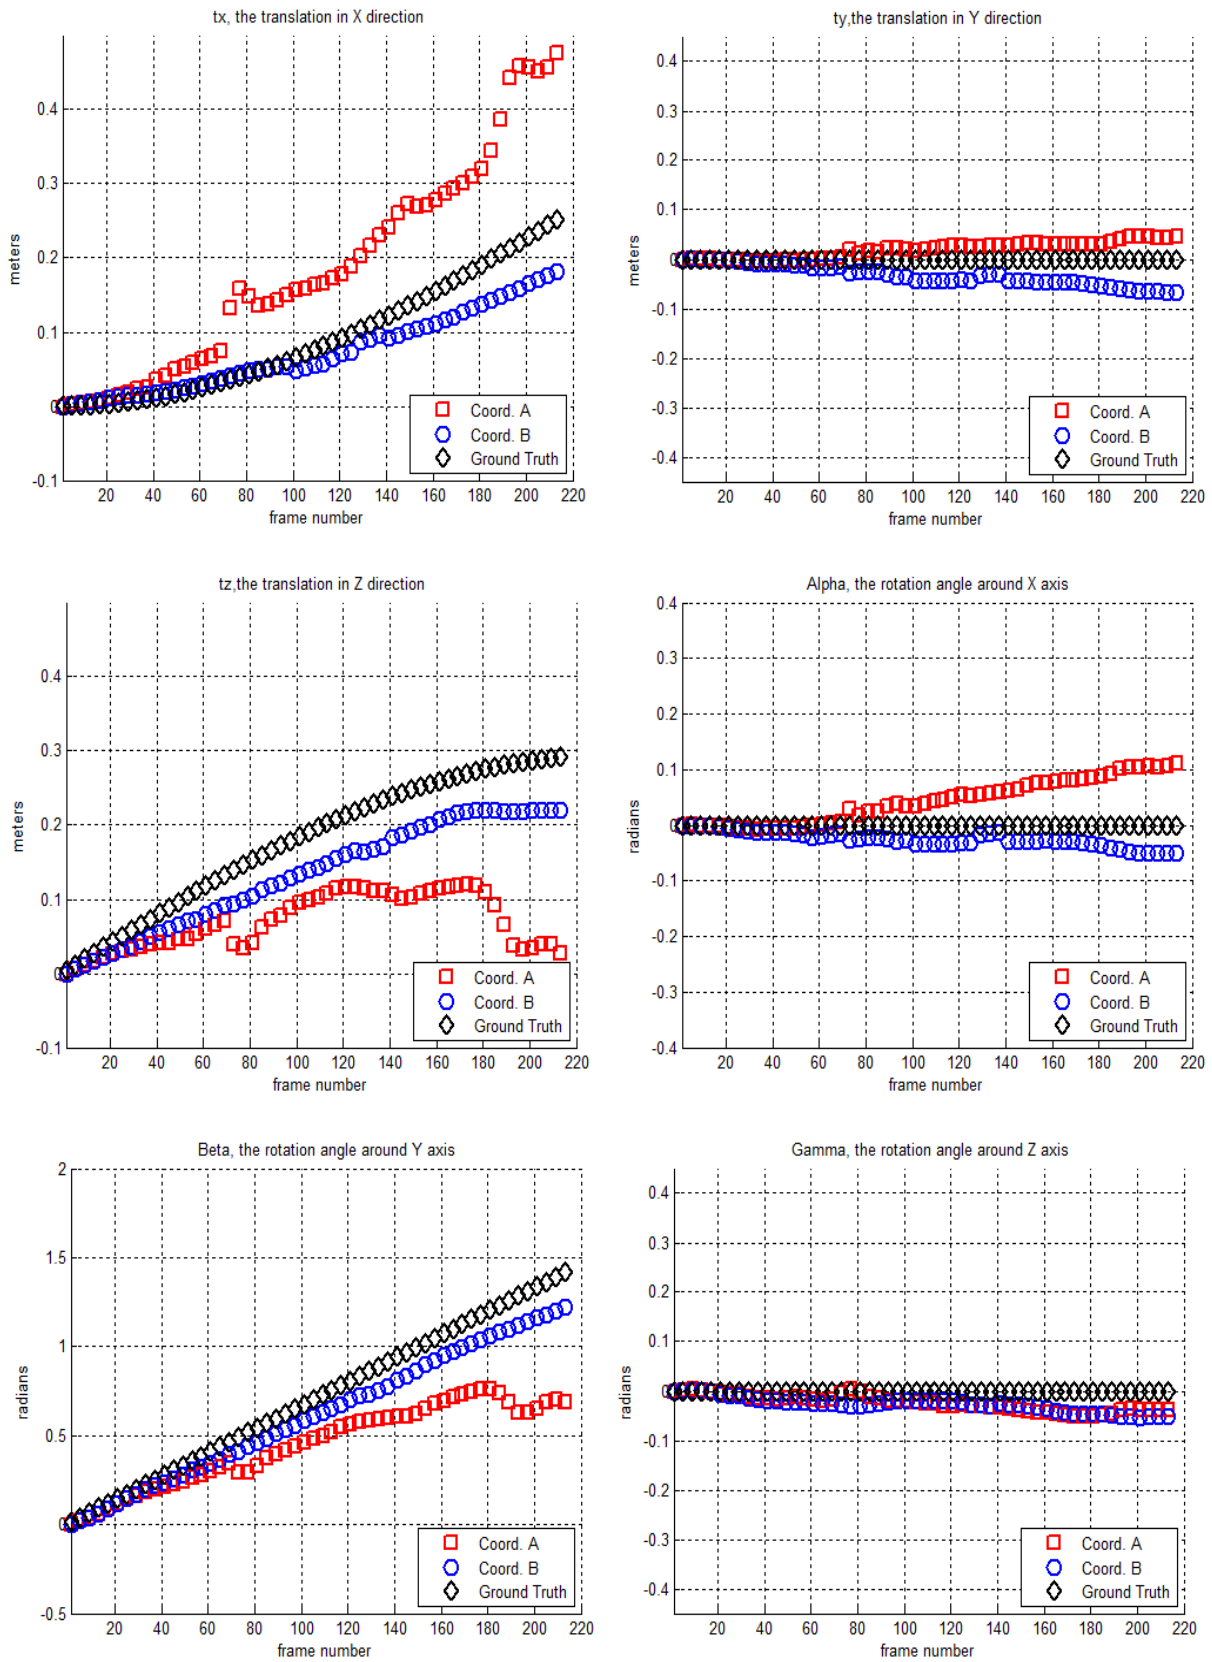 tx, the translation in X direction
0.4
0.3
0.2
0.1
0
-0.1
meters
20 40 60 80 100 120 140 160 180 200 220
frame number
Coord. A
Coord. B
Ground Truth
ty,the translation in Y direction
0.4
0.3
0.2
0.1
0
-0.1
-0.2
-0.3
-0.4
meters
20 40 60 80 100 120 140 160 180 200 220
frame number
Coord. A
Coord. B
Ground Truth
tz,the translation in Z direction
0.4
0.3
0.2
0.1
0
-0.1
meters
20 40 60 80 100 120 140 160 180 200 220
frame number
Coord. A
Coord. B
Ground Truth
Alpha, the rotation angle around X axis
0.4
0.3
0.2
0.1
0
-0.1
-0.2
-0.3
-0.4
radians
20 40 60 80 100 120 140 160 180 200 220
frame number
Coord. A
Coord. B
Ground Truth
Beta, the rotation angle around Y axis
2
1.5
1
0.5
0
-0.5
radians
20 40 60 80 100 120 140 160 180 200 220
frame number
Coord. A
Coord. B
Ground Truth
Gamma, the rotation angle around Z axis
0.4
0.3
0.2
0.1
0
-0.1
-0.2
-0.3
-0.4
radians
20 40 60 80 100 120 140 160 180 200 220
frame number
Coord. A
Coord. B
Ground Truth